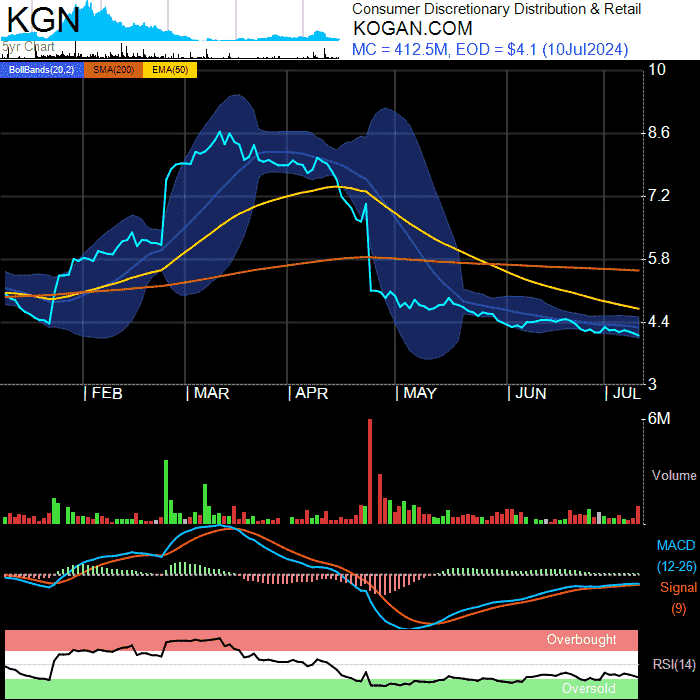 KGN
5yr Chart
Consumer Discretionary Distribution & Retail
KOGAN.COM
MC = 412.5M, EOD = $4.1 (10Jul2024)
BollBands(20,2) SMA(200) EMA(50)
10
8.6
7.2
5.8
4.4
3
FEB MAR APR MAY JUN JUL
6M
Volume
MACD
(12-26)
Signal
(9)
Overbought
RSI(14)
Oversold